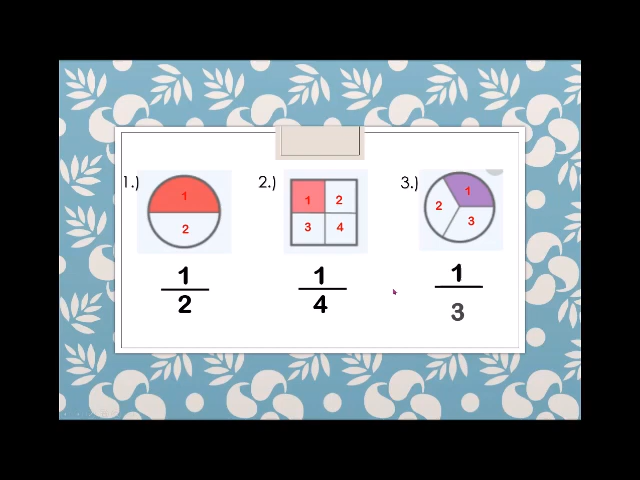 1.) 2.) 3.)
1 1 2 1
2 3 4 2 3
1 1 1
2 4 3